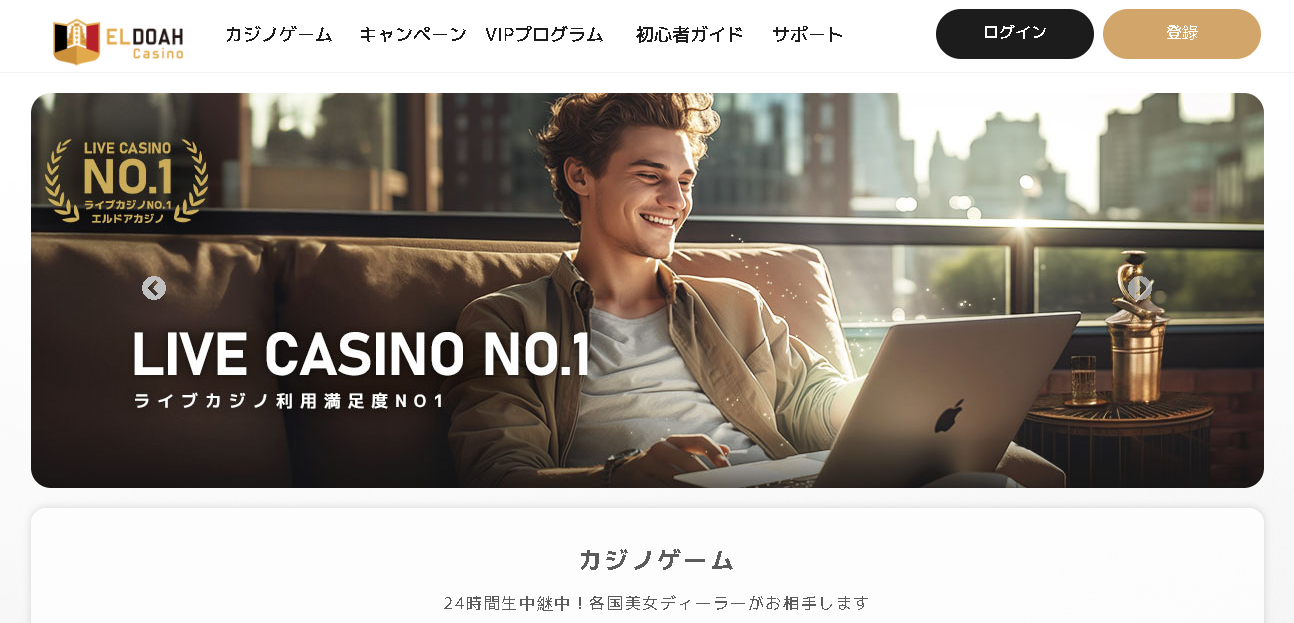 ELDOAH
Casino
カジノゲーム
キャンペーン
VIPプログラム
初心者ガイド
サポート
ログイン
登録
LIVE CASINO
NO.1
ライブカジノNO.1
エルドアカジノ
LIVE CASINO NO.1
ライブカジノ利用満足度NO1
カジノゲーム
24時間生中継中！各国美女ディーラーがお相手します